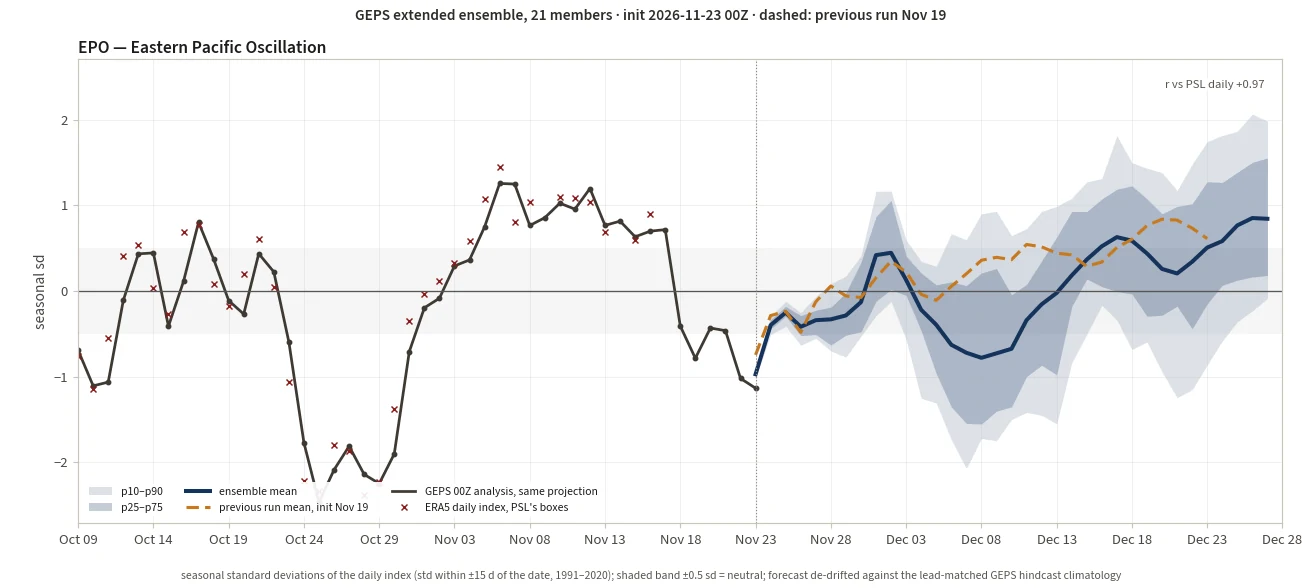 GEPS extended ensemble, 21 members · init 2026-11-23 00Z · dashed: previous run Nov 19
EPO — Eastern Pacific Oscillation
r vs PSL daily +0.97
seasonal sd
2
1
0
−1
−2
p10–p90
p25–p75
ensemble mean
previous run mean, init Nov 19
GEPS 00Z analysis, same projection
ERA5 daily index, PSL's boxes
Oct 09 Oct 14 Oct 19 Oct 24 Oct 29 Nov 03 Nov 08 Nov 13 Nov 18 Nov 23 Nov 28 Dec 03 Dec 08 Dec 13 Dec 18 Dec 23 Dec 28
seasonal standard deviations of the daily index (std within ±15 d of the date, 1991–2020); shaded band ±0.5 sd = neutral; forecast de-drifted against the lead-matched GEPS hindcast climatology